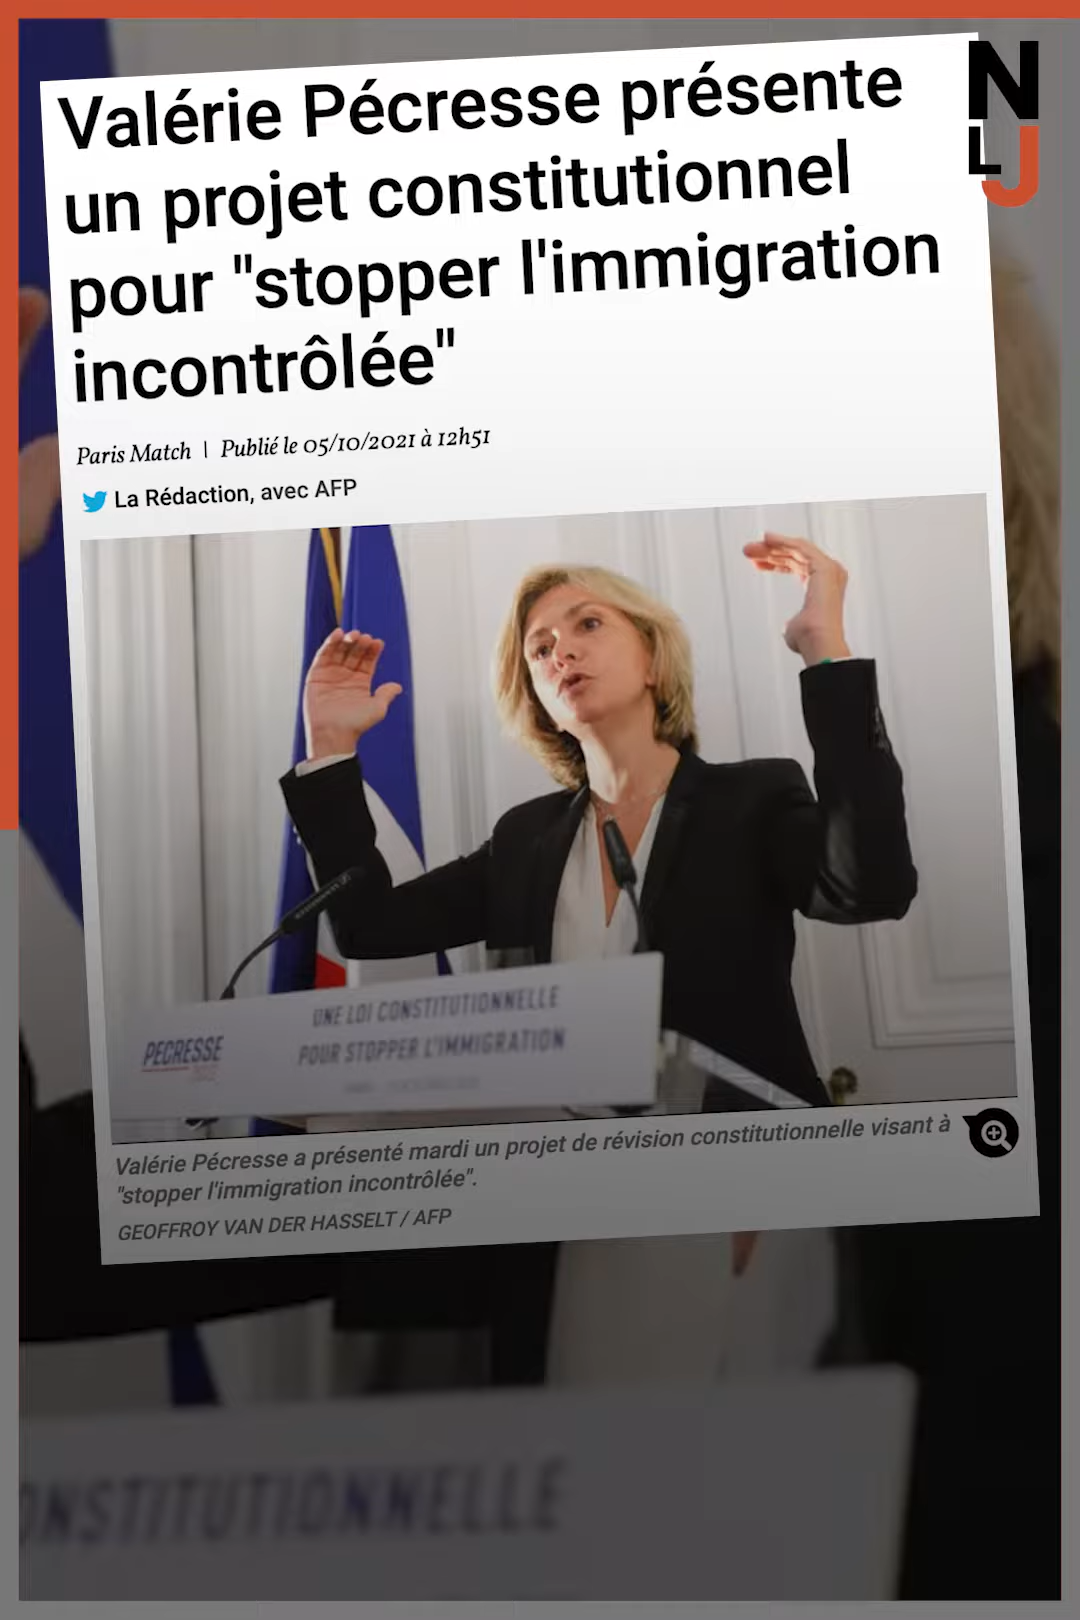 Valérie Pécresse présente
un projet constitutionnel
pour "stopper l'immigration
incontrôlée"
Paris Match | Publié le 05/10/2021 à 12h51
La Rédaction, avec AFP
UNE LOI CONSTITUTIONNELLE
POUR STOPPER L'IMMIGRATION
PECRESSE
Valérie Pécresse a présenté mardi un projet de révision constitutionnelle visant à
"stopper l'immigration incontrôlée".
GEOFFROY VAN DER HASSELT / AFP
NLJ
ONSTITUTIONNELLE